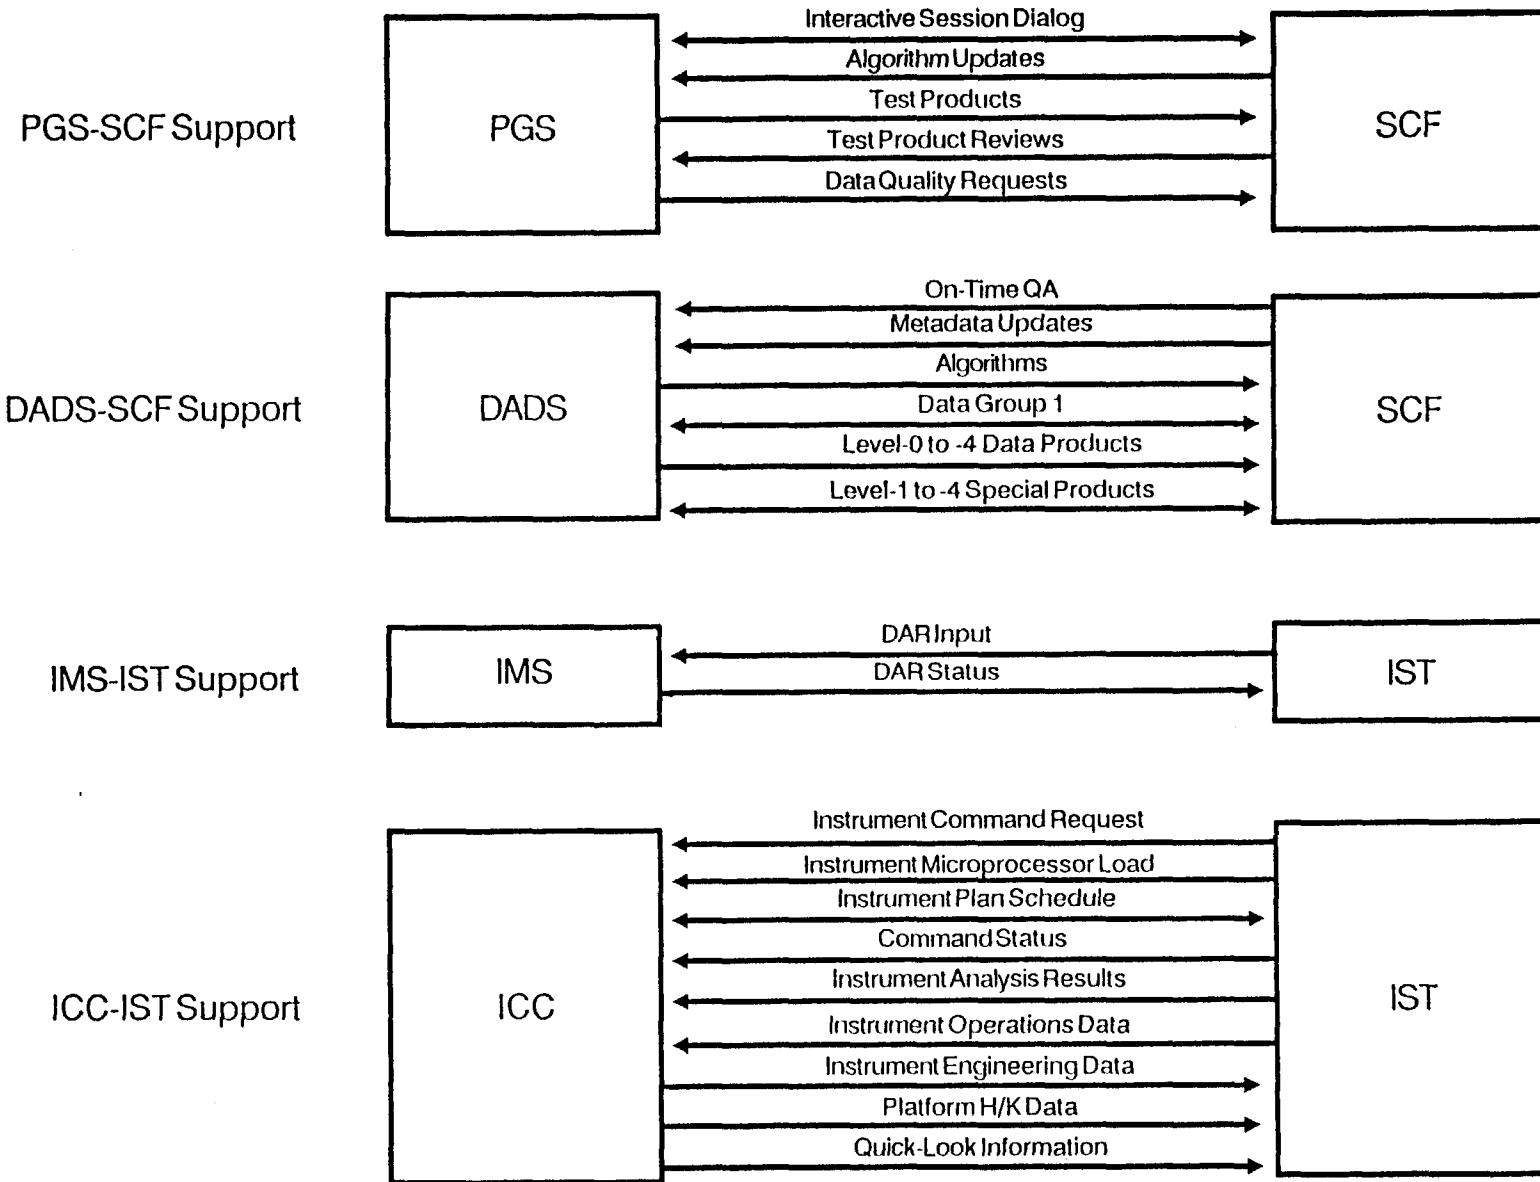 PGS-SCF Support
PGS
Interactive Session Dialog
Algorithm Updates
Test Products
Test Product Reviews
Data Quality Requests
SCF
DADS-SCF Support
DADS
On-Time QA
Metadata Updates
Algorithms
Data Group 1
Level-0 to -4 Data Products
Level-1 to -4 Special Products
SCF
IMS-IST Support
IMS
DAR Input
DAR Status
IST
ICC-IST Support
ICC
Instrument Command Request
Instrument Microprocessor Load
Instrument Plan Schedule
Command Status
Instrument Analysis Results
Instrument Operations Data
Instrument Engineering Data
Platform H/K Data
Quick-Look Information
IST